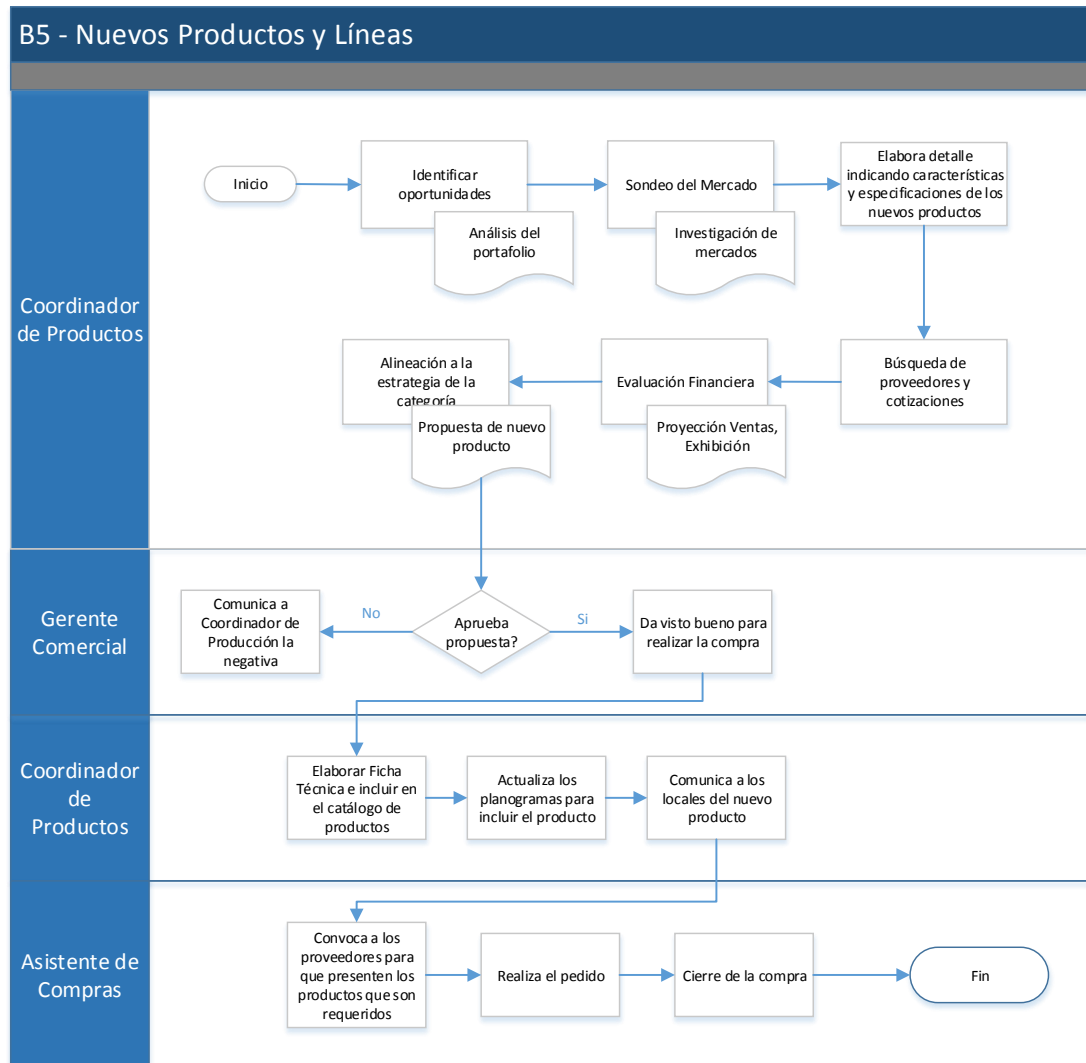 B5 - Nuevos Productos y Líneas
Coordinador
de Productos
Inicio
Identificar
oportunidades
Análisis del
portafolio
Sondeo del Mercado
Investigación de
mercados
Elabora detalle
indicando características
y especificaciones de los
nuevos productos
Búsqueda de
proveedores y
cotizaciones
Evaluación Financiera
Proyección Ventas,
Exhibición
Alineación a la
estrategia de la
categoría
Propuesta de nuevo
producto
Gerente
Comercial
Comunica a
Coordinador de
Producción la
negativa
No
Aprueba
propuesta?
Si
Da visto bueno para
realizar la compra
Coordinador
de
Productos
Elaborar Ficha
Técnica e incluir en
el catálogo de
productos
Actualiza los
planogramas para
incluir el producto
Comunica a los
locales del nuevo
producto
Asistente de
Compras
Convoca a los
proveedores para
que presenten los
productos que son
requeridos
Realiza el pedido
Cierre de la compra
Fin